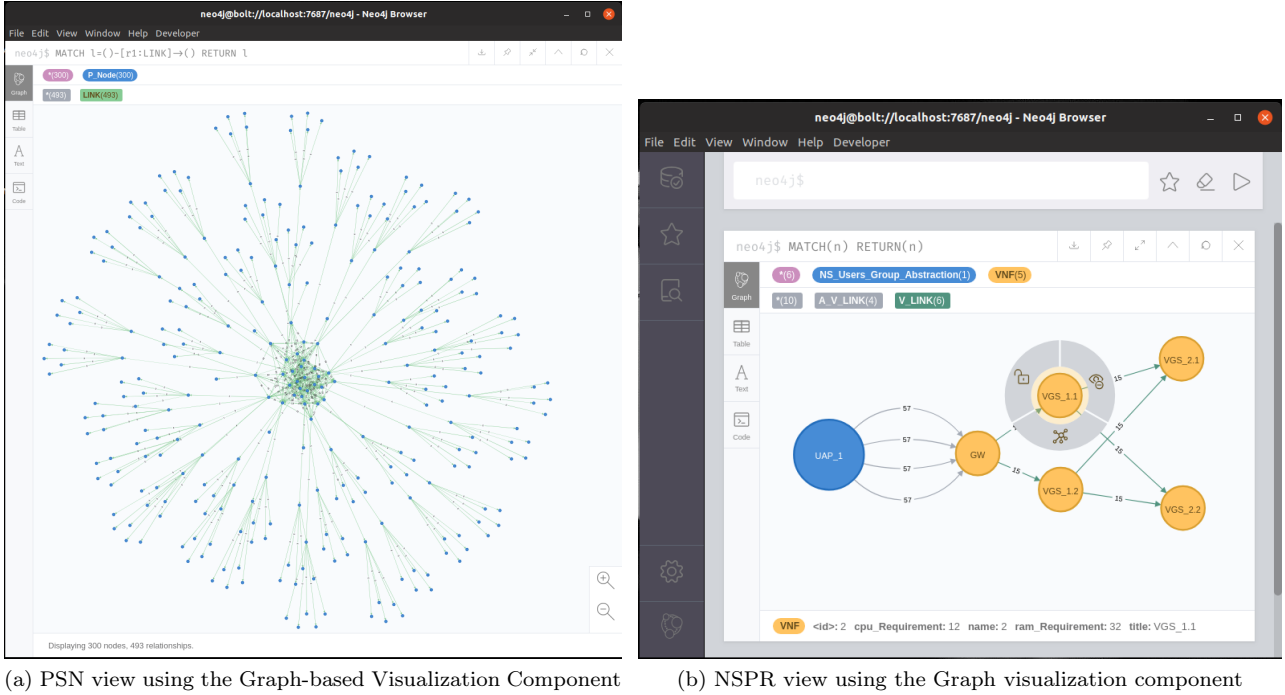 neo4j@bolt://localhost:7687/neo4j - Neo4j Browser
File Edit View Window Help Developer
neo4j$ MATCH l=()-[r1:LINK]→() RETURN l
*(300) P_Node(300)
*(493) LINK(493)
Graph
Table
A
Text
Code
Displaying 300 nodes, 493 relationships.
(a) PSN view using the Graph-based Visualization Component
neo4j@bolt://localhost:7687/neo4j - Neo4j Browser
File Edit View Window Help Developer
neo4j$
neo4j$ MATCH(n) RETURN(n)
*(6) NS_Users_Group_Abstraction(1) VNF(5)
*(10) A_V_LINK(4) V_LINK(6)
Graph
Table
A
Text
Code
UAP_1
57
57
57
57
GW
15
VGS_1.1
VGS_1.2
15
15
15
15
VGS_2.1
VGS_2.2
VNF <id>: 2 cpu_Requirement: 12 name: 2 ram_Requirement: 32 title: VGS_1.1
(b) NSPR view using the Graph visualization component